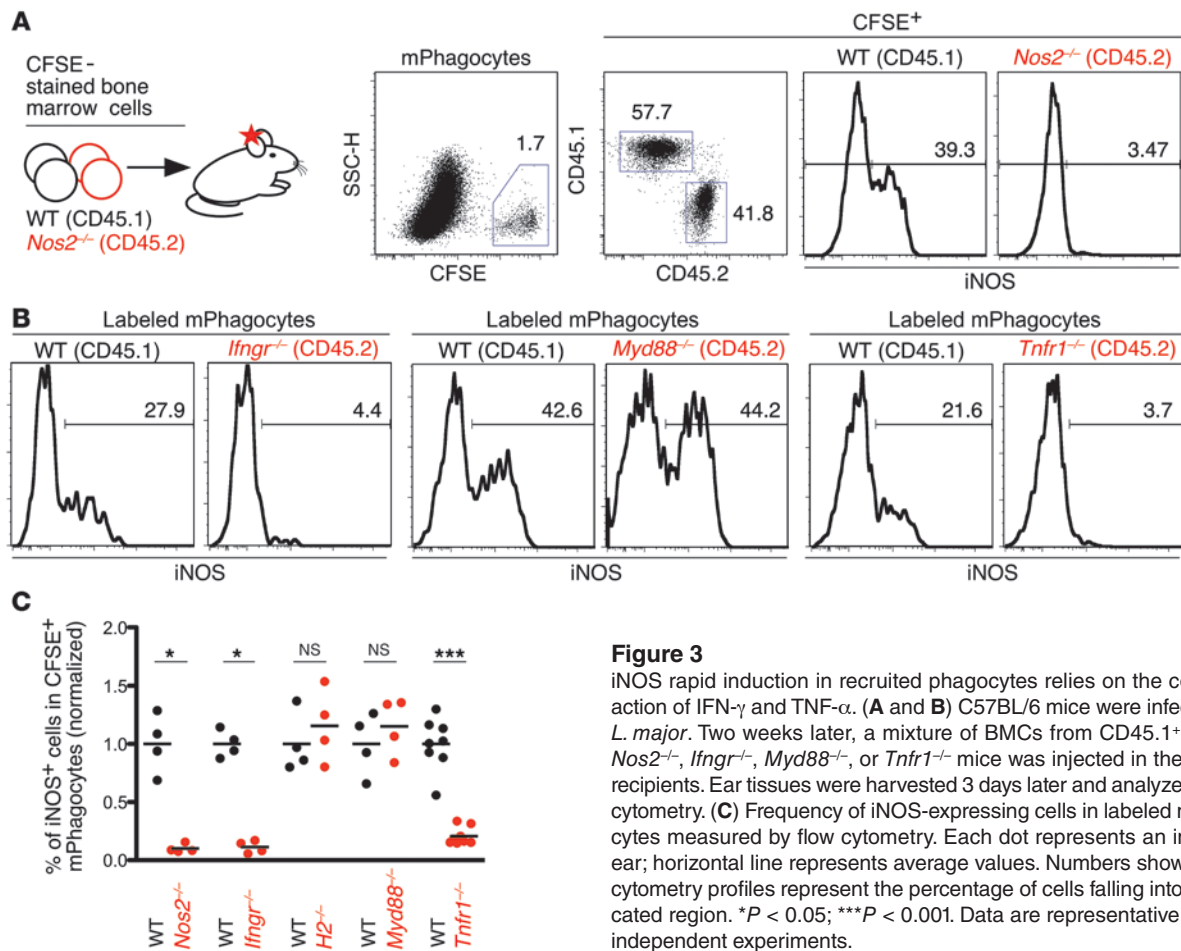 A
CFSE-
stained bone
marrow cells
WT (CD45.1)
Nos2–/– (CD45.2)
mPhagocytes
SSC-H
1.7
CFSE
CFSE+
57.7
CD45.1
41.8
CD45.2
WT (CD45.1)
39.3
Nos2–/– (CD45.2)
3.47
iNOS
B
Labeled mPhagocytes
WT (CD45.1)
Ifngr–/– (CD45.2)
27.9
4.4
iNOS
Labeled mPhagocytes
WT (CD45.1)
Myd88–/– (CD45.2)
42.6
44.2
iNOS
Labeled mPhagocytes
WT (CD45.1)
Tnfr1–/– (CD45.2)
21.6
3.7
iNOS
C
% of iNOS+ cells in CFSE+
mPhagocytes (normalized)
2.0
1.5
1.0
0.5
0.0
* * NS NS ***
WT Nos2–/– WT Ifngr–/– WT H2–/– WT Myd88–/– WT Tnfr1–/–
Figure 3
iNOS rapid induction in recruited phagocytes relies on the
action of IFN-γ and TNF-α. (A and B) C57BL/6 mice were
L. major. Two weeks later, a mixture of BMCs from CD45.1+
Nos2–/–, Ifngr–/–, Myd88–/–, or Tnfr1–/– mice was injected in the
recipients. Ear tissues were harvested 3 days later and
cytometry. (C) Frequency of iNOS-expressing cells in labeled
cytes measured by flow cytometry. Each dot represents an
ear; horizontal line represents average values. Numbers
cytometry profiles represent the percentage of cells falling into
cated region. *P < 0.05; ***P < 0.001. Data are representative
independent experiments.